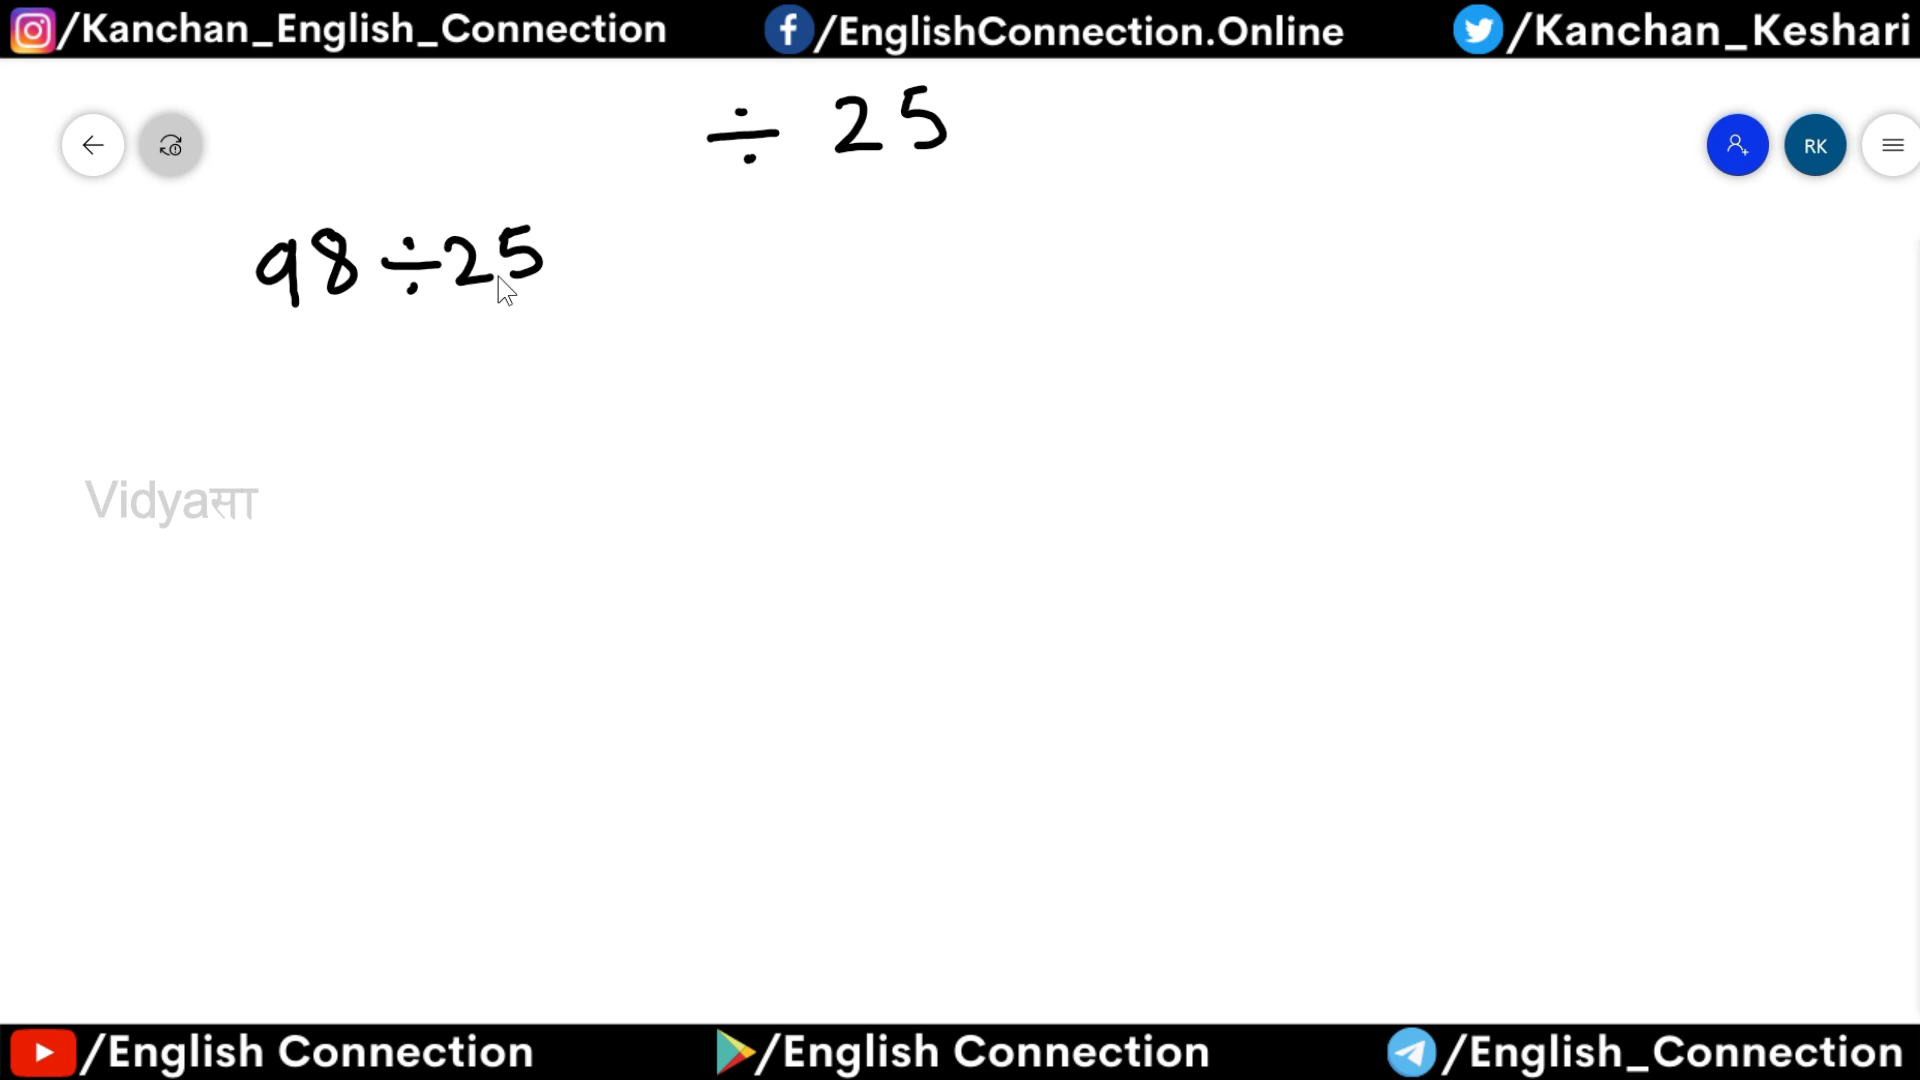 /Kanchan_English_Connection /EnglishConnection.Online /Kanchan_Keshari
÷ 25
RK
98 ÷ 25
Vidyaसा
/English Connection /English Connection /English_Connection